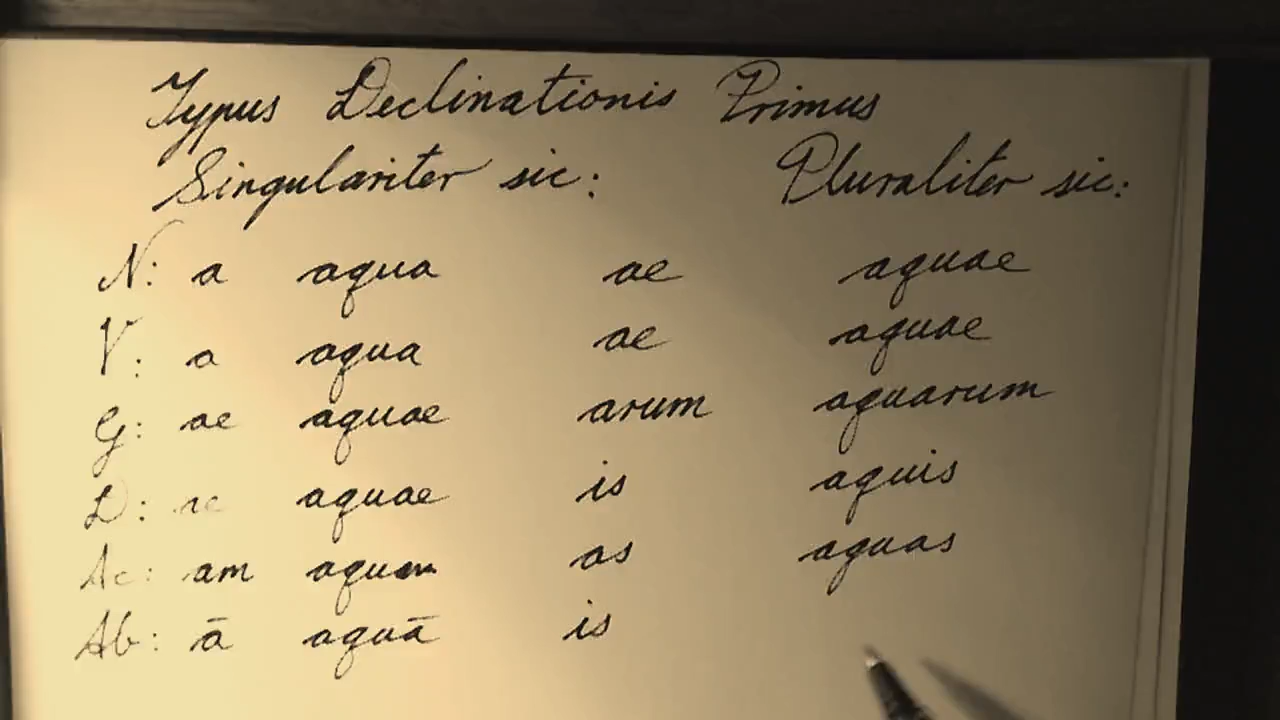 Typus Declinationis Primus
Singulariter sic: Pluraliter sic:
N: a aqua ae aquae
V: a aqua ae aquae
G: ae aquae arum aquarum
D: ae aquae is aquis
Ac: am aquam as aquas
Ab: ā aquā is